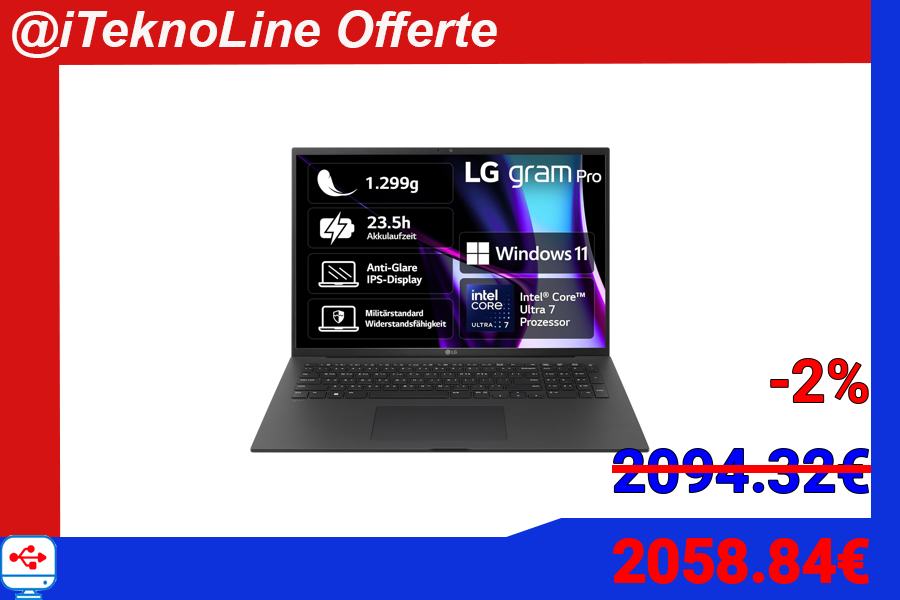 @iTeknoLine Offerte
LG gram Pro
1.299g
23.5h
Akkulaufzeit
Windows 11
Anti-Glare
IPS-Display
intel
CORE
ULTRA 7
Intel® Core™
Ultra 7
Prozessor
Militärstandard
Widerstandsfähigkeit
LG
-2%
2094.32€
2058.84€